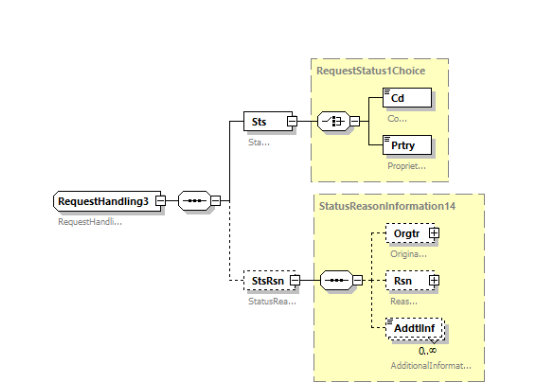 RequestStatus1Choice
Cd
Co...
Sts
Sta...
Prtry
Propriet...
RequestHandling3
RequestHandli...
StatusReasonInformation14
Orgtr
Origina...
StsRsn
StatusRea...
Rsn
Reas...
AddtlInf
0..∞
AdditionalInformat...